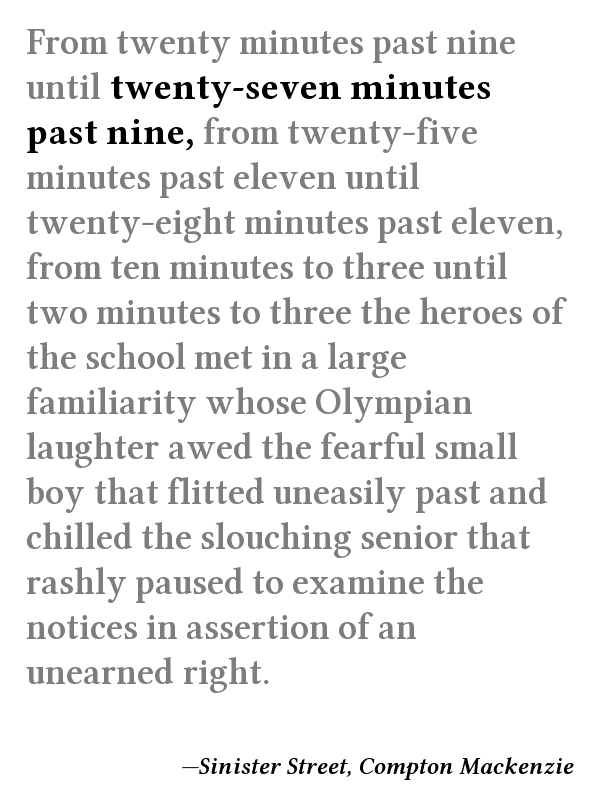 From twenty minutes past nine
until twenty-seven minutes
past nine, from twenty-five
minutes past eleven until
twenty-eight minutes past eleven,
from ten minutes to three until
two minutes to three the heroes of
the school met in a large
familiarity whose Olympian
laughter awed the fearful small
boy that flitted uneasily past and
chilled the slouching senior that
rashly paused to examine the
notices in assertion of an
unearned right.
—Sinister Street, Compton Mackenzie